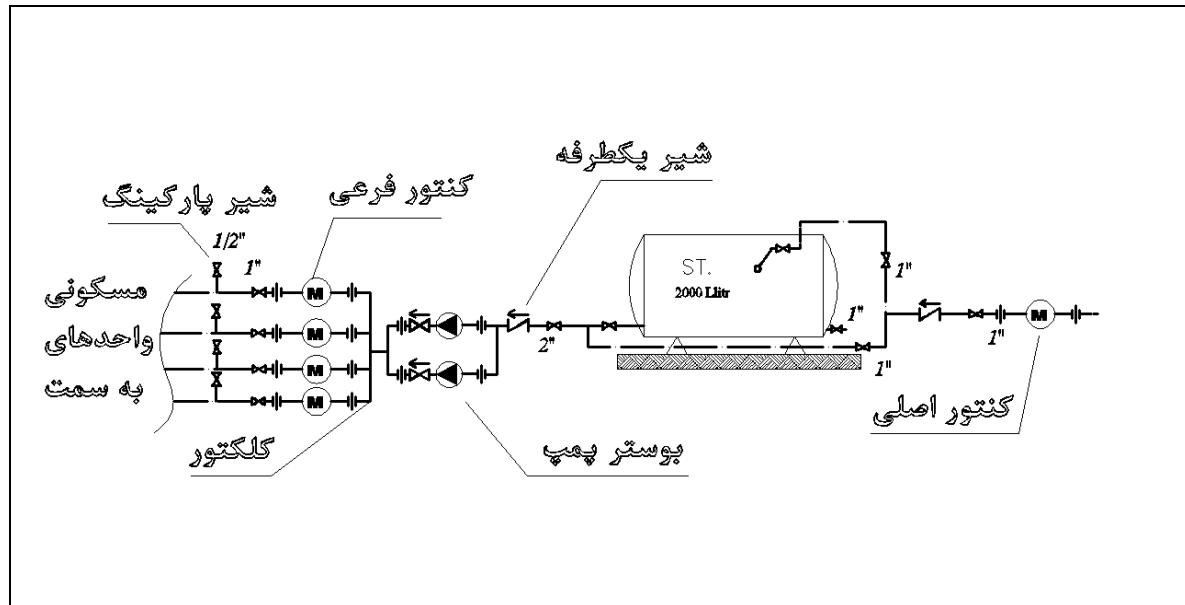 شیر یکطرفه
کنتور فرعی
شیر پارکینگ
1/2"
1"
مسکونی
واحدهای
به سمت
M
M
M
M
کلکتور
بوستر پمپ
2"
ST.
2000 Llitr
1"
1"
1"
1"
M
کنتور اصلی